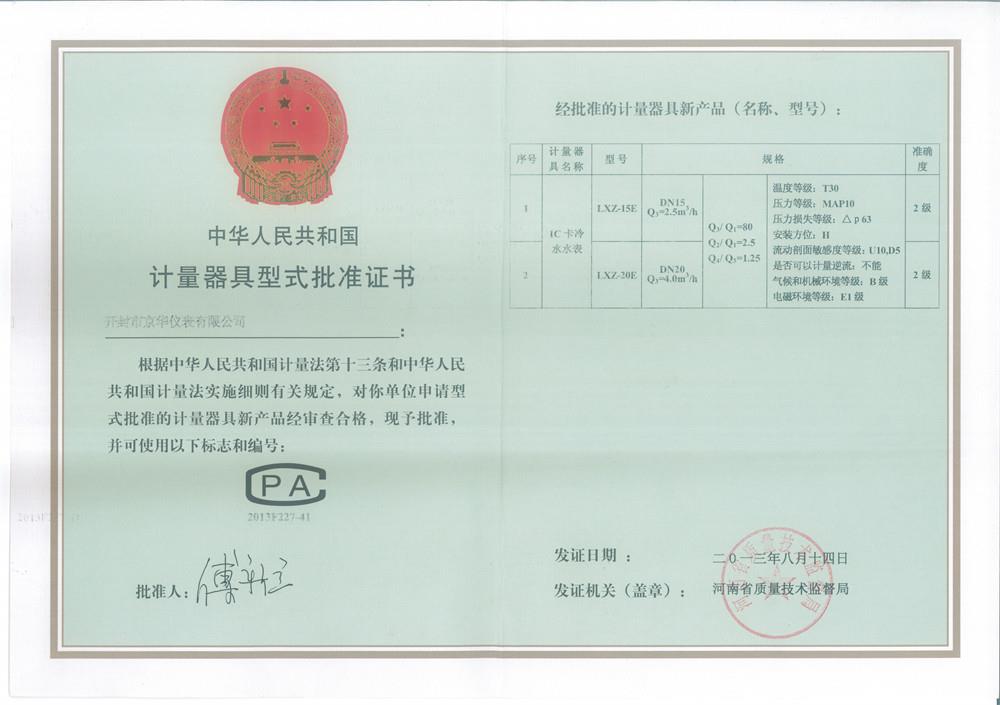 中华人民共和国
计量器具型式批准证书
开封市京华仪表有限公司：
根据中华人民共和国计量法第十三条和中华人民
共和国计量法实施细则有关规定，对你单位申请型
式批准的计量器具新产品经审查合格，现予批准，
并可使用以下标志和编号：
CPA
2013F227-41
批准人：
经批准的计量器具新产品（名称、型号）：
序号 计量器具名称 型号 规格 准确度
1 IC卡冷水水表 LXZ-15E DN15 Q₃=2.5m³/h 2级
2 LXZ-20E DN20 Q₃=4.0m³/h 2级
Q₃/ Q₁=80
Q₂/ Q₁=2.5
Q₄/ Q₃=1.25
温度等级：T30
压力等级：MAP10
压力损失等级：△p63
安装方位：H
流动剖面敏感度等级：U10,D5
是否可以计量逆流：不能
气候和机械环境等级：B级
电磁环境等级：E1级
发证日期： 二0一三年八月十四日
发证机关（盖章）： 河南省质量技术监督局
河南省质量技术监督局